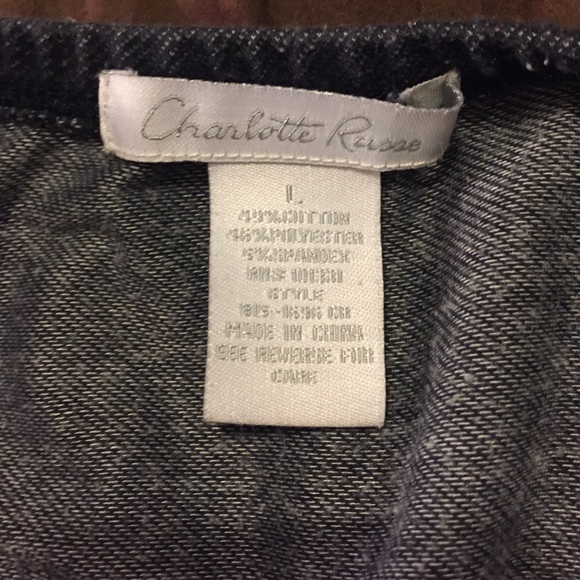 Charlotte Russe
L
49%COTTON
46%POLYESTER
5%SPANDEX
STYLE
MADE IN CHINA
SEE REVERSE FOR
CARE